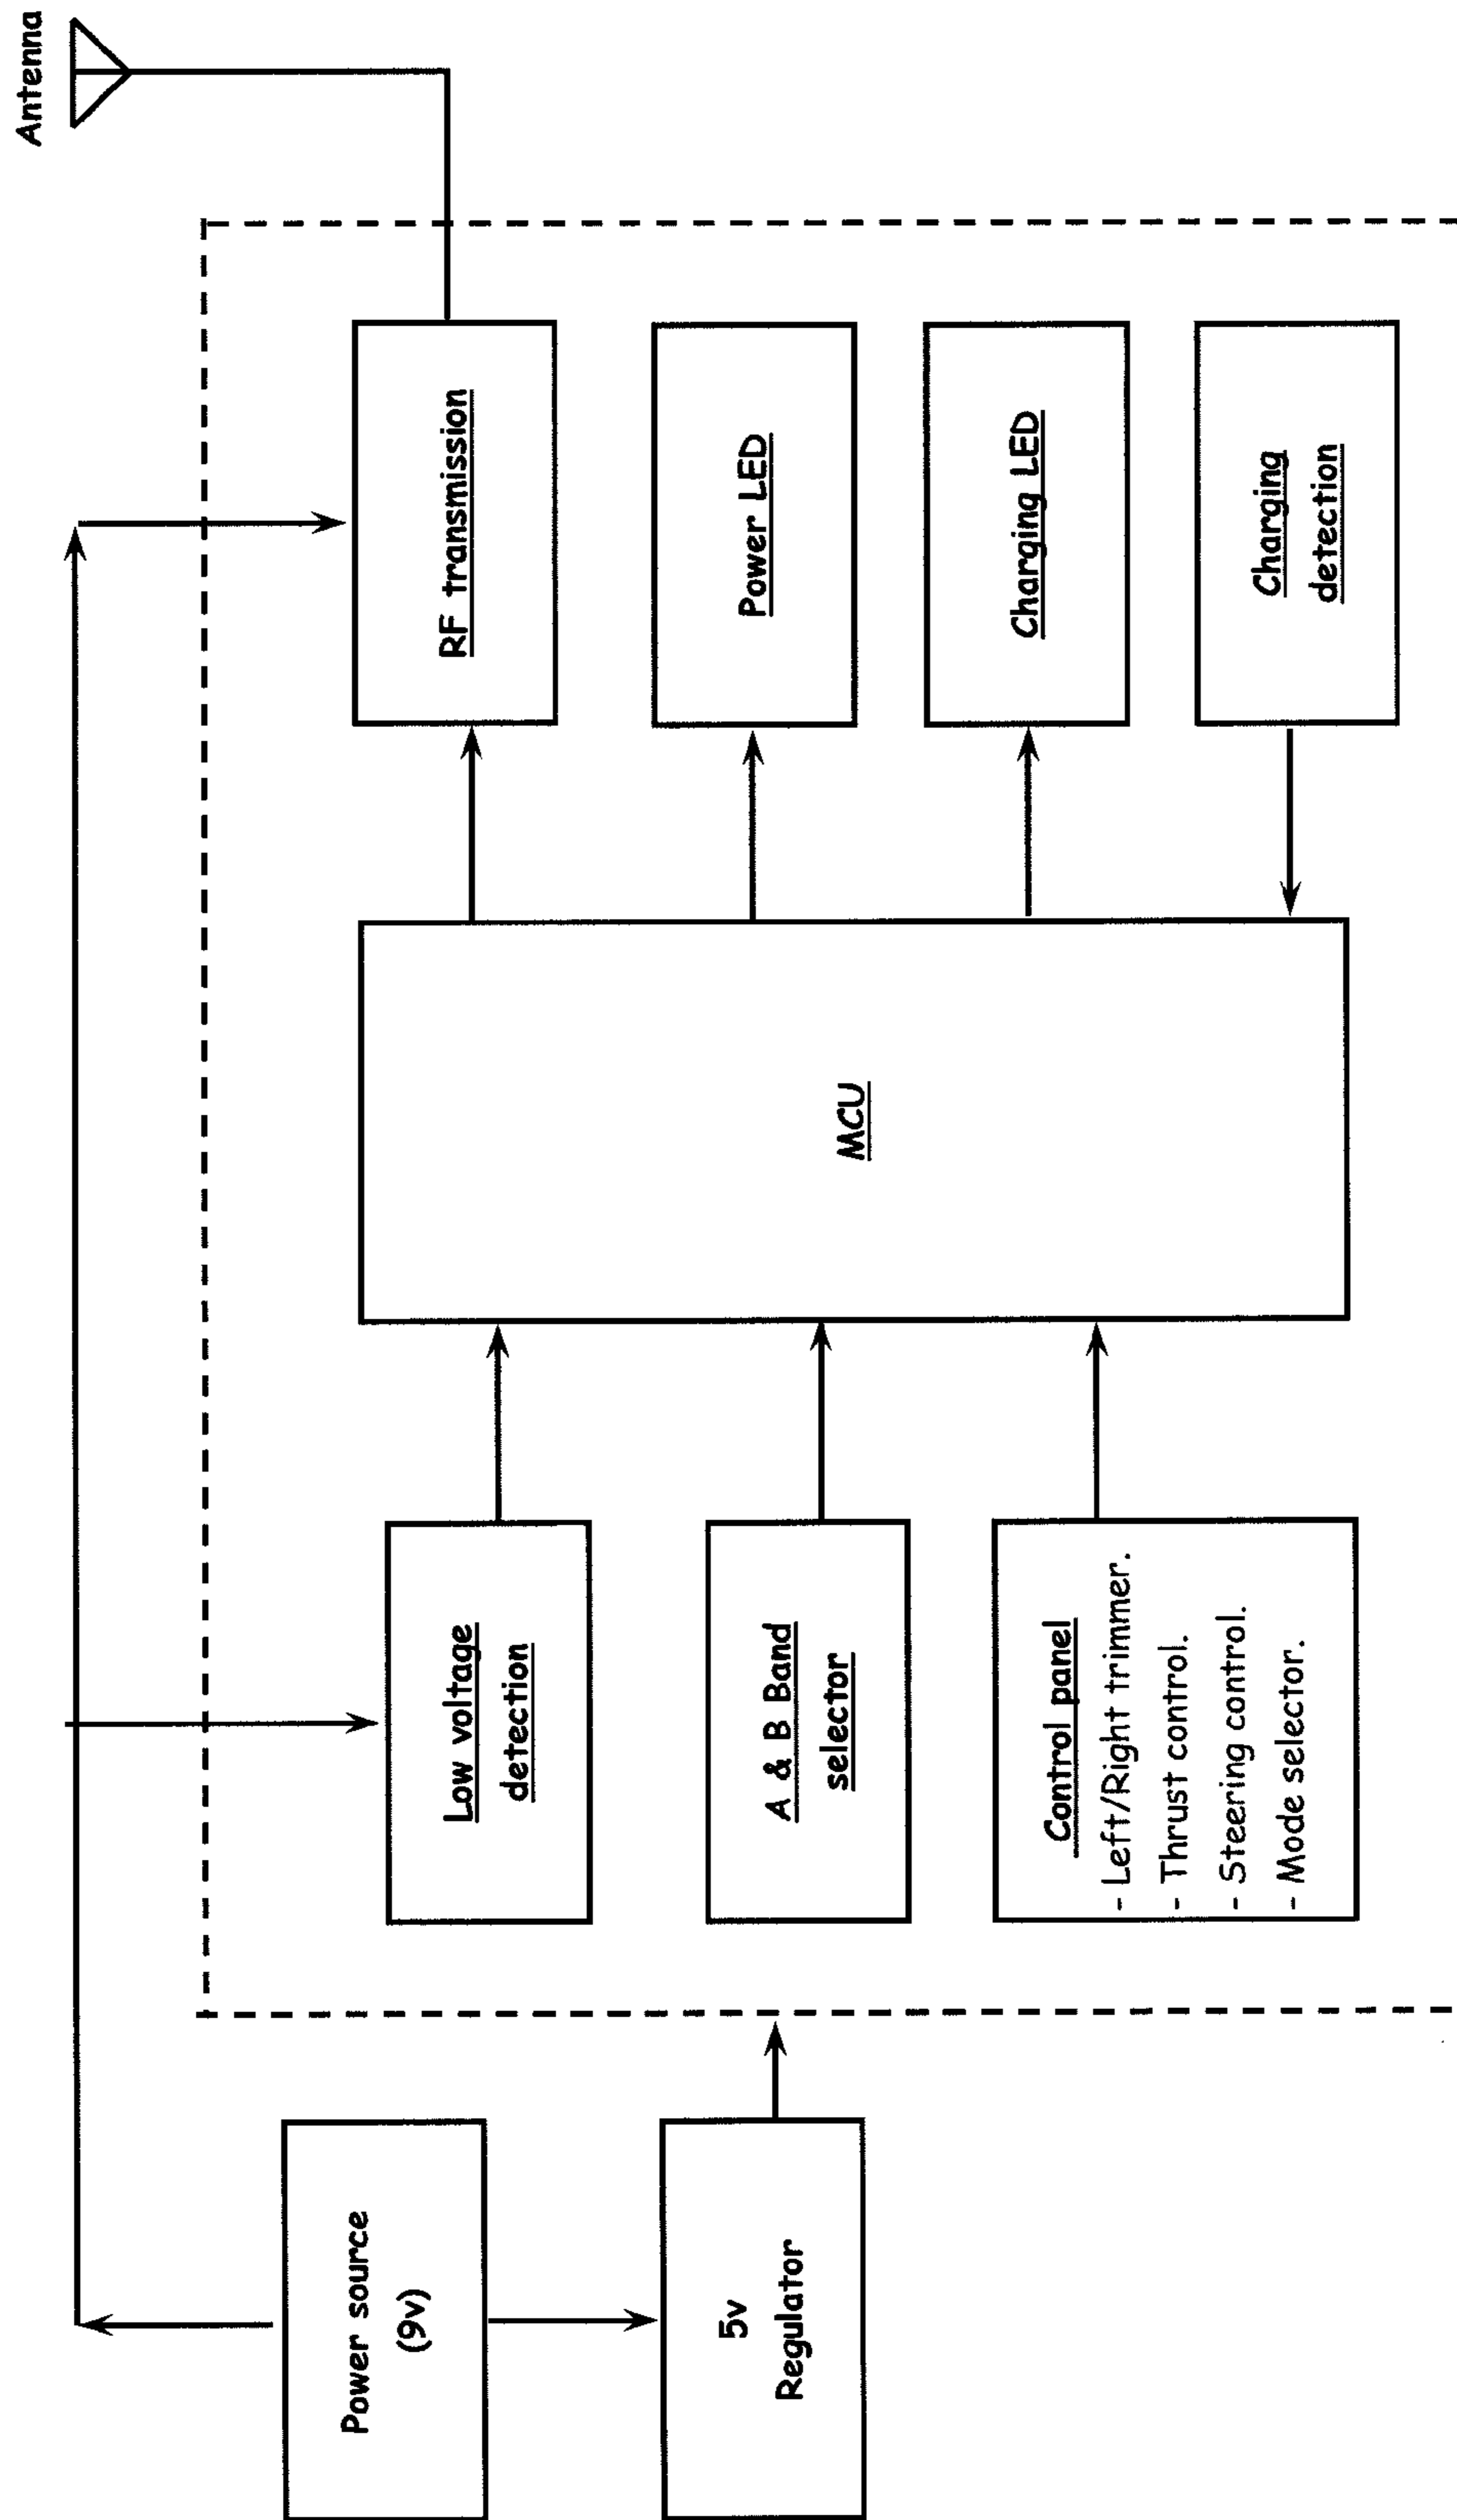 Antenna
Power source
(9v)
5v
Regulator
Low voltage
detection
A & B Band
selector
Control panel
- Left/Right trimmer.
- Thrust control.
- Steering control.
- Mode selector.
MCU
RF transmission
Power LED
Charging LED
Charging
detection